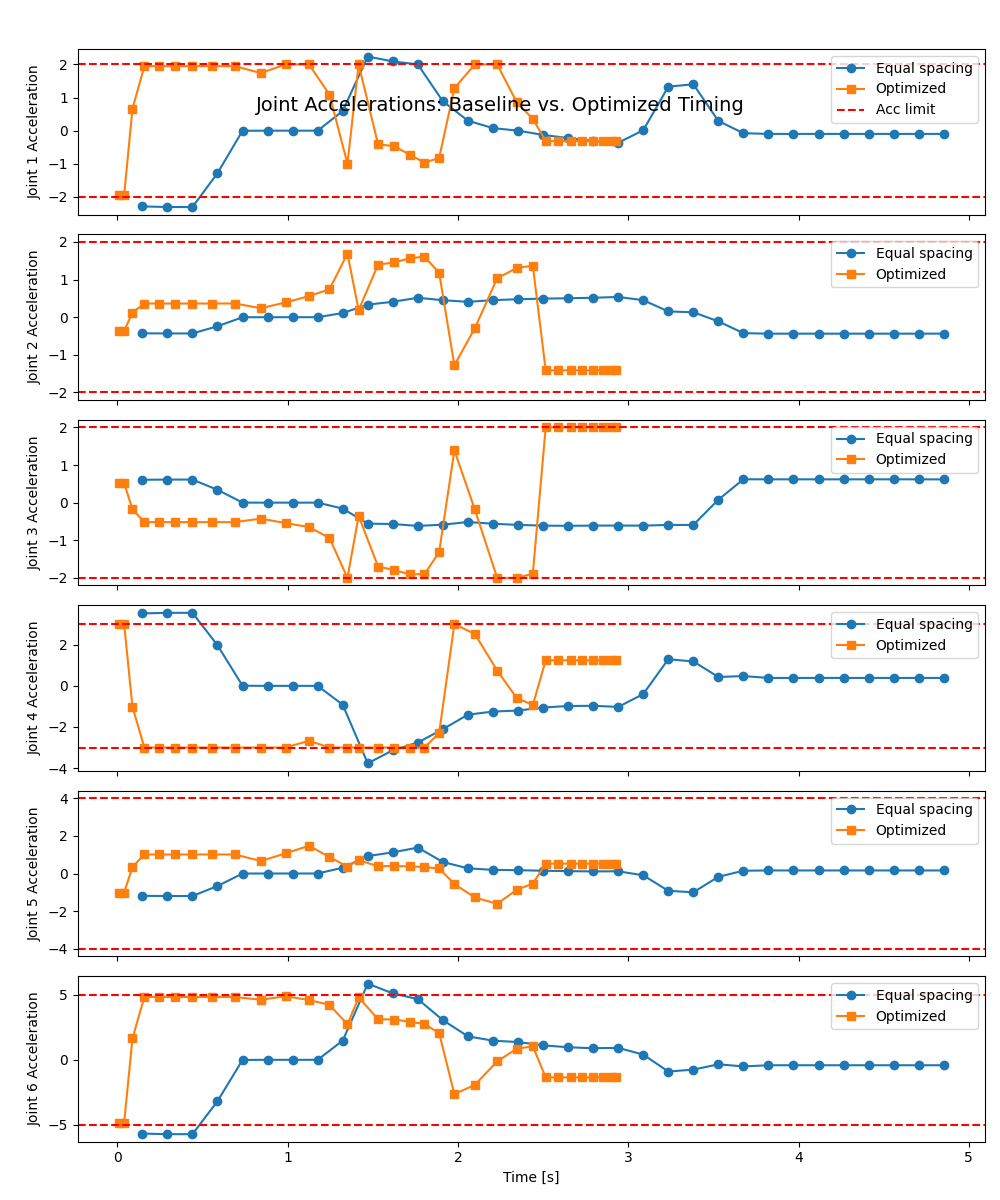 Joint Accelerations: Baseline vs. Optimized Timing
Joint 1 Acceleration
2
1
0
−1
−2
Equal spacing
Optimized
Acc limit
Joint 2 Acceleration
2
1
0
−1
−2
Equal spacing
Optimized
Joint 3 Acceleration
2
1
0
−1
−2
Equal spacing
Optimized
Joint 4 Acceleration
2
0
−2
−4
Equal spacing
Optimized
Joint 5 Acceleration
4
2
0
−2
−4
Equal spacing
Optimized
Joint 6 Acceleration
5
0
−5
Equal spacing
Optimized
0 1 2 3 4 5
Time [s]